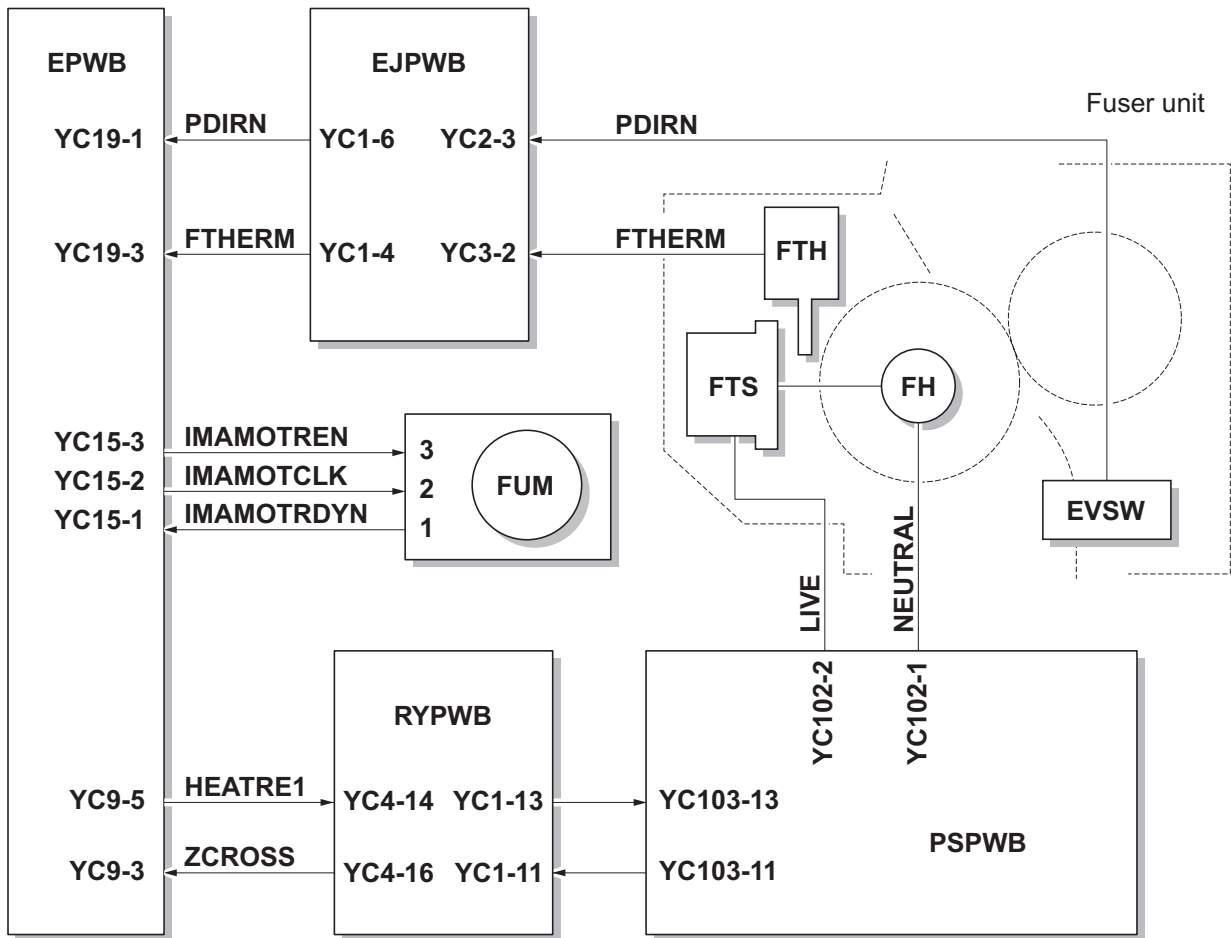 EPWB
EJPWB
Fuser unit
YC19-1
PDIRN
YC1-6
YC2-3
PDIRN
YC19-3
FTHERM
YC1-4
YC3-2
FTHERM
FTH
FTS
FH
YC15-3
IMAMOTREN
3
YC15-2
IMAMOTCLK
2
FUM
YC15-1
IMAMOTRDYN
1
EVSW
LIVE
NEUTRAL
YC102-2
YC102-1
RYPWB
YC9-5
HEATRE1
YC4-14
YC1-13
YC103-13
PSPWB
YC9-3
ZCROSS
YC4-16
YC1-11
YC103-11